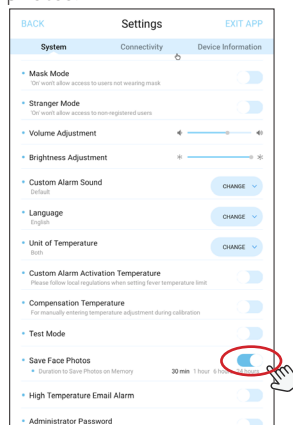 BACK Settings EXIT APP
System Connectivity Device Information
Mask Mode
'On' won't allow access to users not wearing mask
Stranger Mode
'On' won't allow access to non-registered users
Volume Adjustment
Brightness Adjustment
Custom Alarm Sound
Default
CHANGE
Language
English
CHANGE
Unit of Temperature
Both
CHANGE
Custom Alarm Activation Temperature
Please follow local regulations when setting fever temperature limit
Compensation Temperature
For manually entering temperature adjustment during calibration
Test Mode
Save Face Photos
Duration to Save Photos on Memory 30 min 1 hour 6 hours 24 hours
High Temperature Email Alarm
Administrator Password